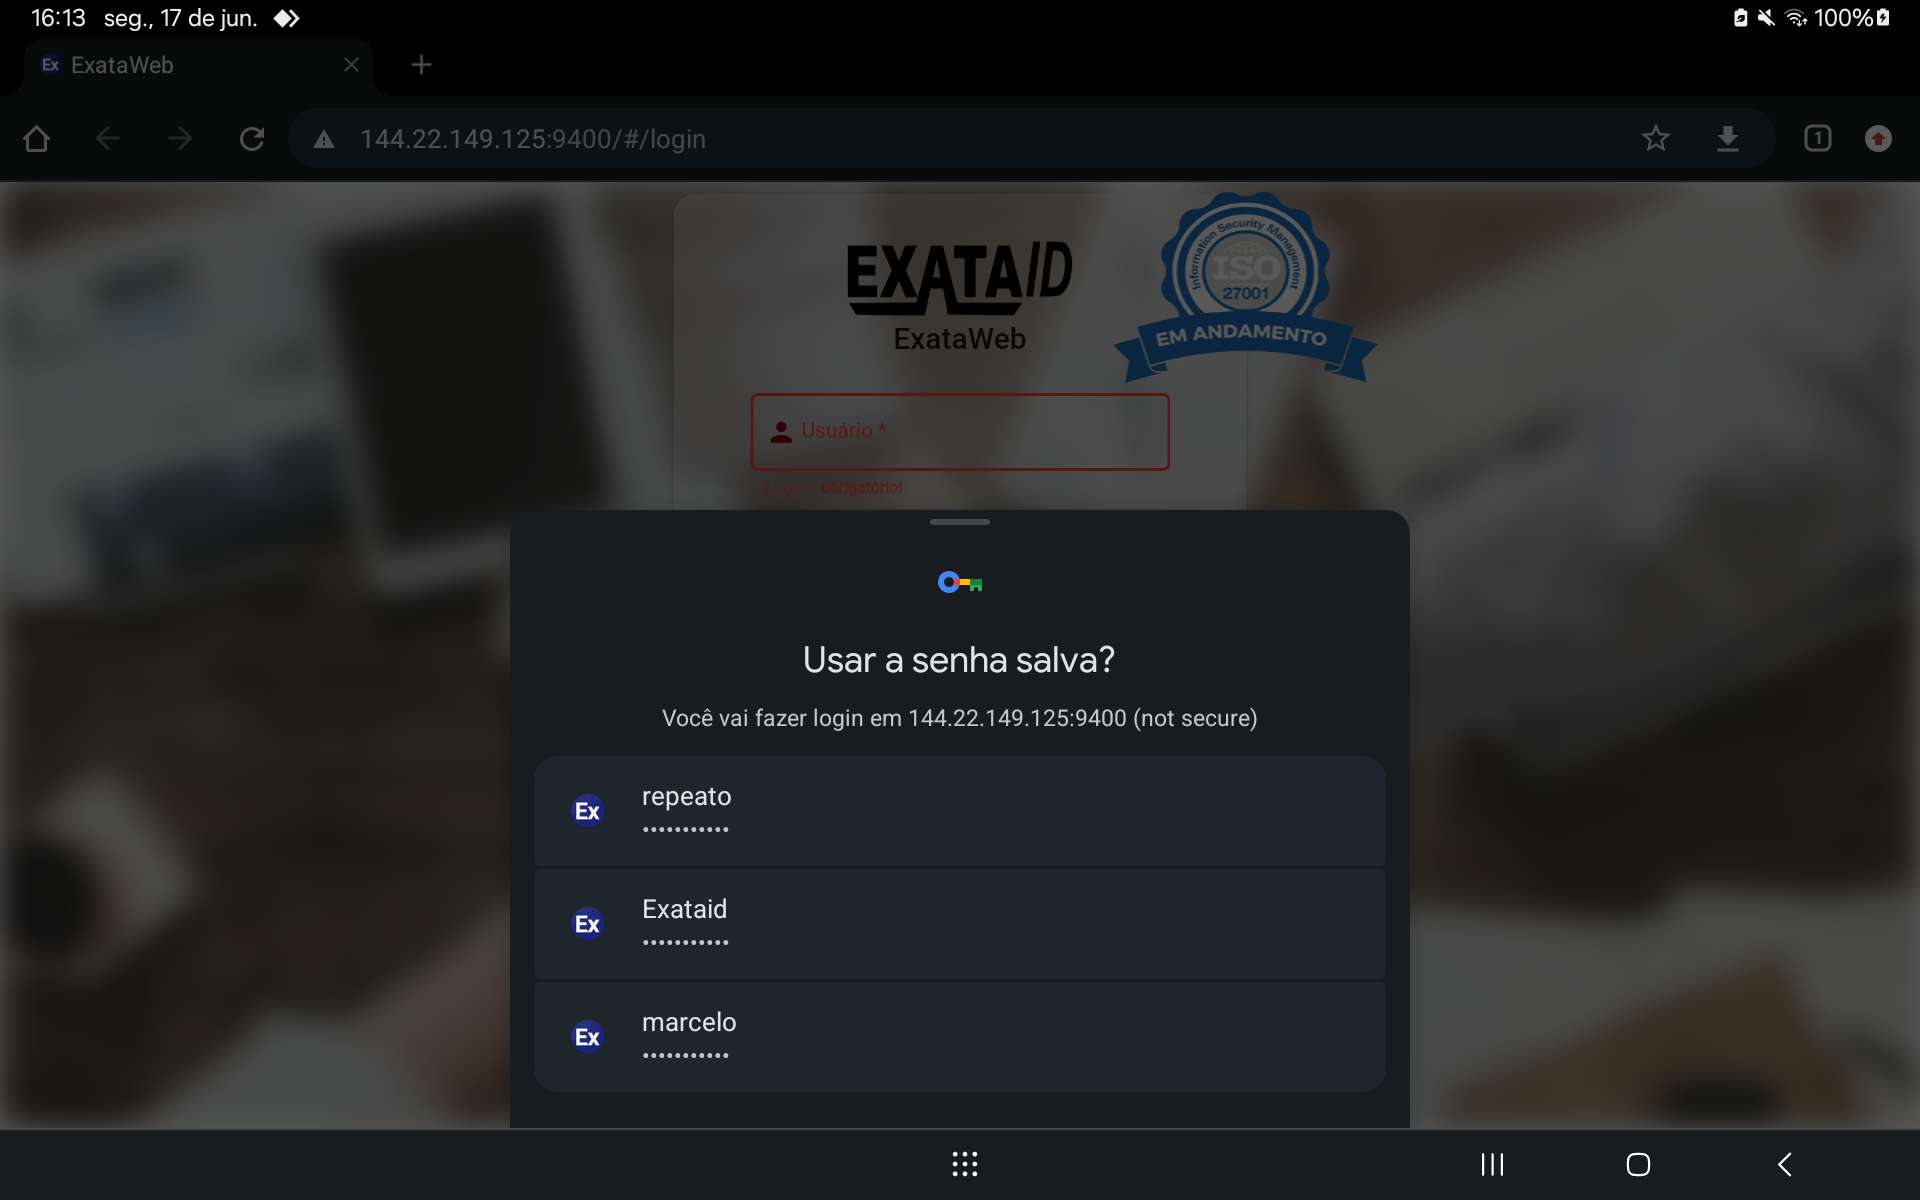 16:13 seg., 17 de jun.
100%
Ex ExataWeb
144.22.149.125:9400/#/login
1
EXATAID
ExataWeb
Information Security Management
ISO
27001
EM ANDAMENTO
Usuário *
obrigatório!
Usar a senha salva?
Você vai fazer login em 144.22.149.125:9400 (not secure)
Ex repeato
•••••••••••
Ex Exataid
•••••••••••
Ex marcelo
•••••••••••